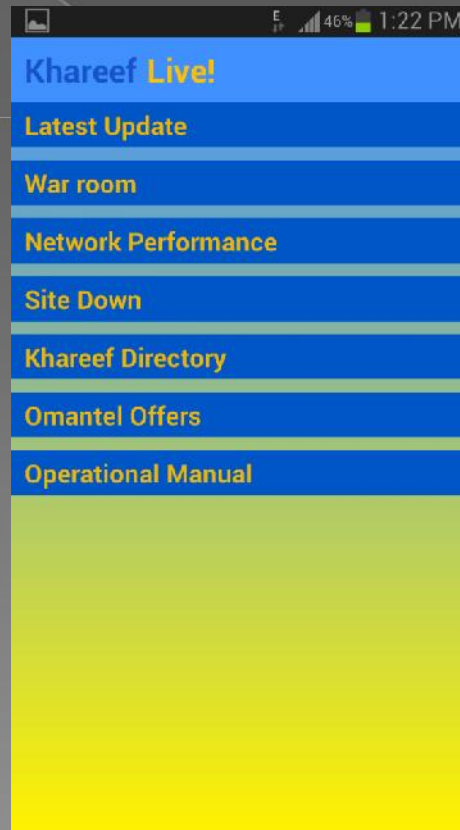 E 46% 1:22 PM
Khareef Live!
Latest Update
War room
Network Performance
Site Down
Khareef Directory
Omantel Offers
Operational Manual